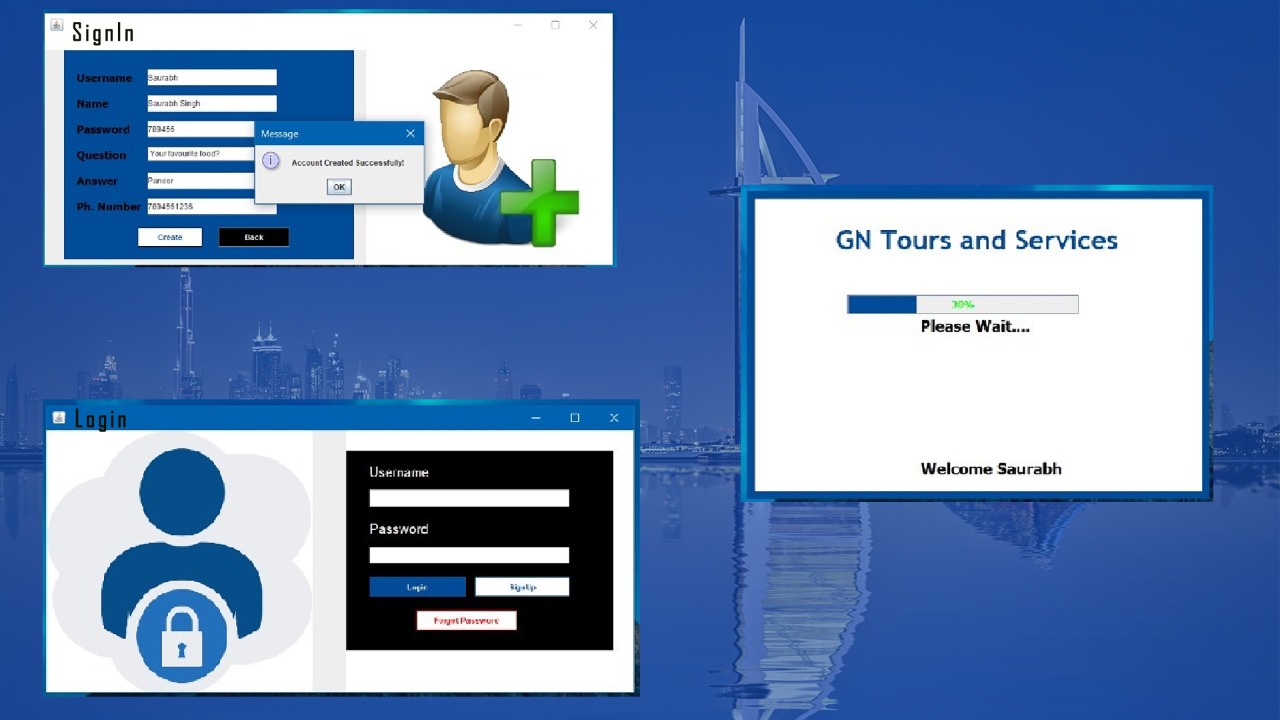 SignIn
Username Saurabh
Name Saurabh Singh
Password 789456
Question Your favourite food?
Answer Paneer
Ph. Number 7894561236
Create Back
Message
Account Created Successfully!
OK
GN Tours and Services
30%
Please Wait....
Welcome Saurabh
Login
Username
Password
Login SignUp
Forgot Password